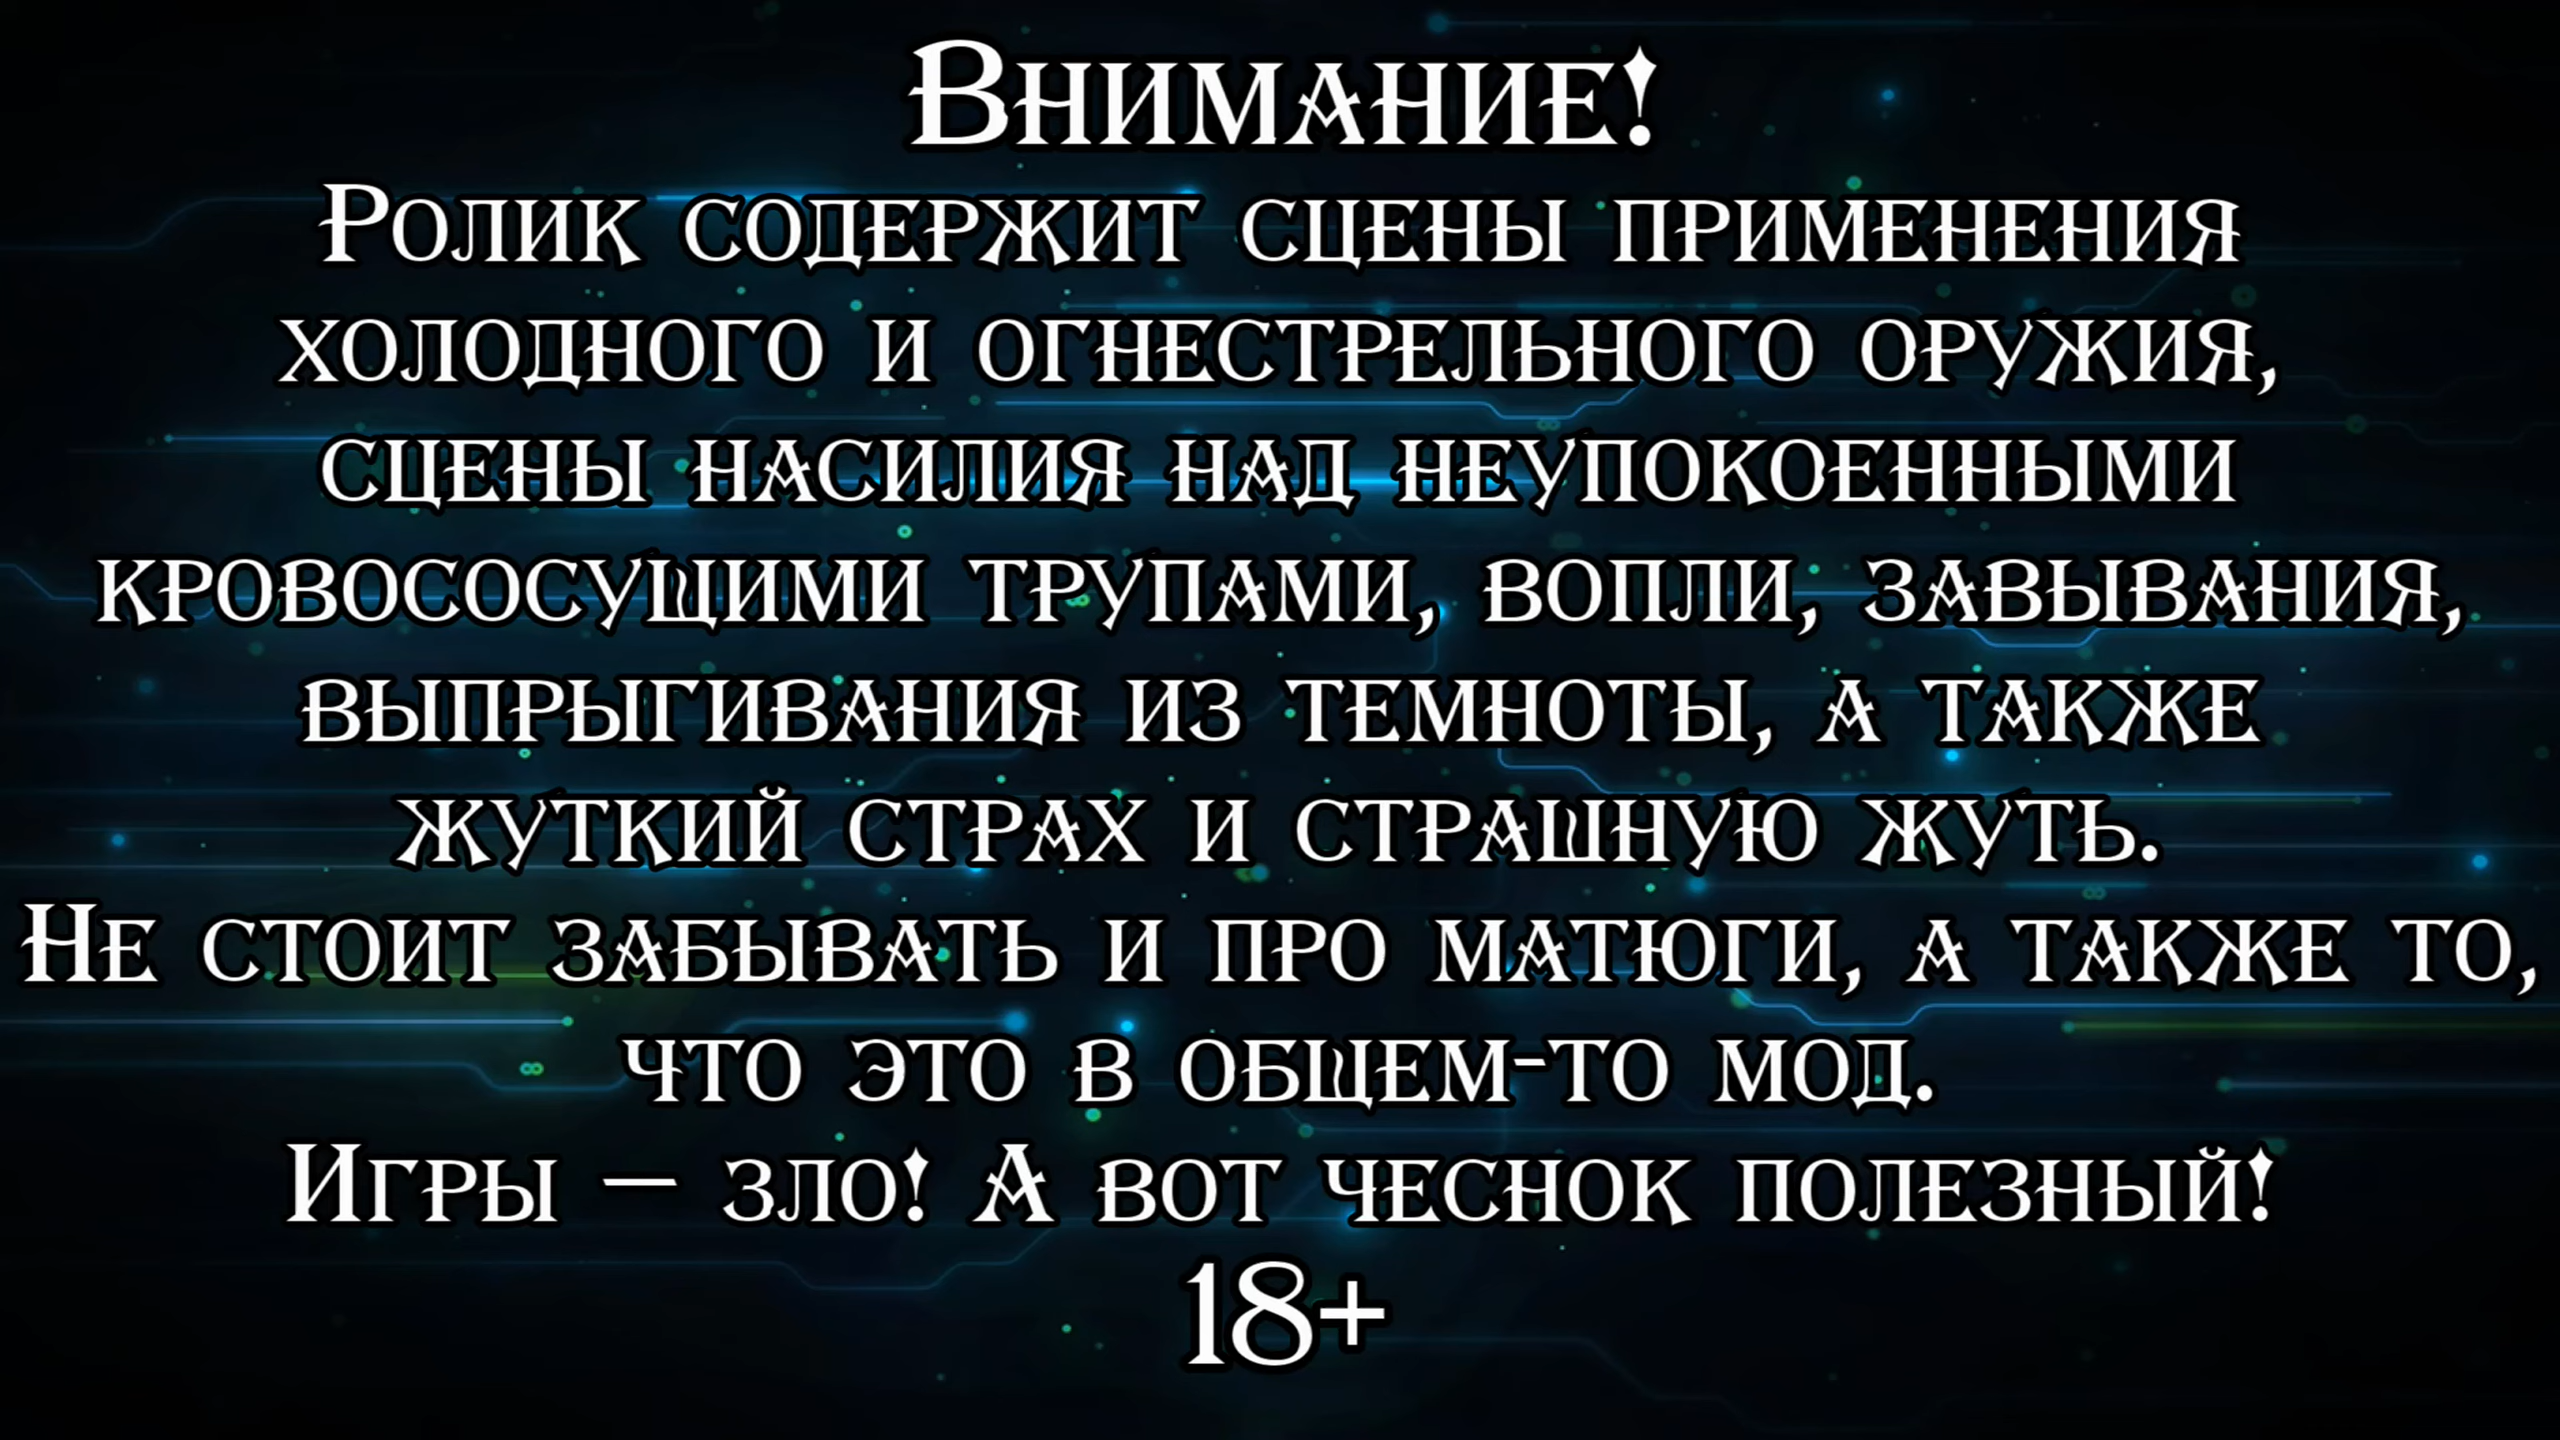 Внимание!
Ролик содержит сцены применения
холодного и огнестрельного оружия,
сцены насилия над неупокоенными
кровососущими трупами, вопли, завывания,
выпрыгивания из темноты, а также
жуткий страх и страшную жуть.
Не стоит забывать и про матюги, а также то,
что это в общем-то мод.
Игры — зло! А вот чеснок полезный!
18+